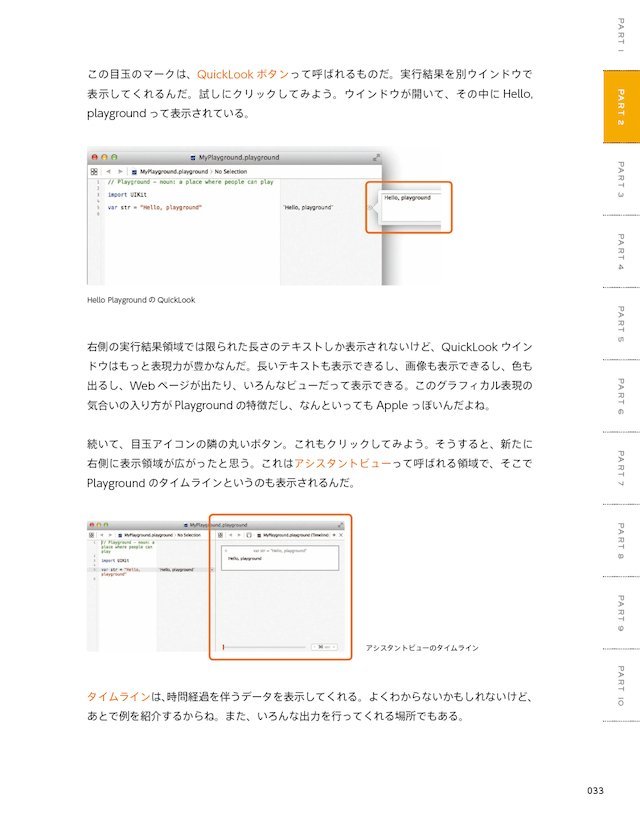 この目玉のマークは、QuickLook ボタンって呼ばれるものだ。実行結果を別ウインドウで
表示してくれるんだ。試しにクリックしてみよう。ウインドウが開いて、その中に Hello,
playground って表示されている。
MyPlayground.playground
MyPlayground.playground › No Selection
1 // Playground – noun: a place where people can play
2
3 import UIKit
4
5 var str = "Hello, playground"
6
"Hello, playground"
Hello, playground
Hello Playground の QuickLook
右側の実行結果領域では限られた長さのテキストしか表示されないけど、QuickLook ウイン
ドウはもっと表現力が豊かなんだ。長いテキストも表示できるし、画像も表示できるし、色も
出るし、Web ページが出たり、いろんなビューだって表示できる。このグラフィカル表現の
気合いの入り方が Playground の特徴だし、なんといっても Apple っぽいんだよね。
続いて、目玉アイコンの隣の丸いボタン。これもクリックしてみよう。そうすると、新たに
右側に表示領域が広がったと思う。これはアシスタントビューって呼ばれる領域で、そこで
Playground のタイムラインというのも表示されるんだ。
MyPlayground.playground
MyPlayground.playground › No Selection
// Playground – noun: a
place where people can
play
import UIKit
var str = "Hello,
playground"
"Hello, playground"
MyPlayground.playground (Timeline)
var str = "Hello, playground"
Hello, playground
30
アシスタントビューのタイムライン
タイムラインは、時間経過を伴うデータを表示してくれる。よくわからないかもしれないけど、
あとで例を紹介するからね。また、いろんな出力を行ってくれる場所でもある。
PART 1
PART 2
PART 3
PART 4
PART 5
PART 6
PART 7
PART 8
PART 9
PART 10
033